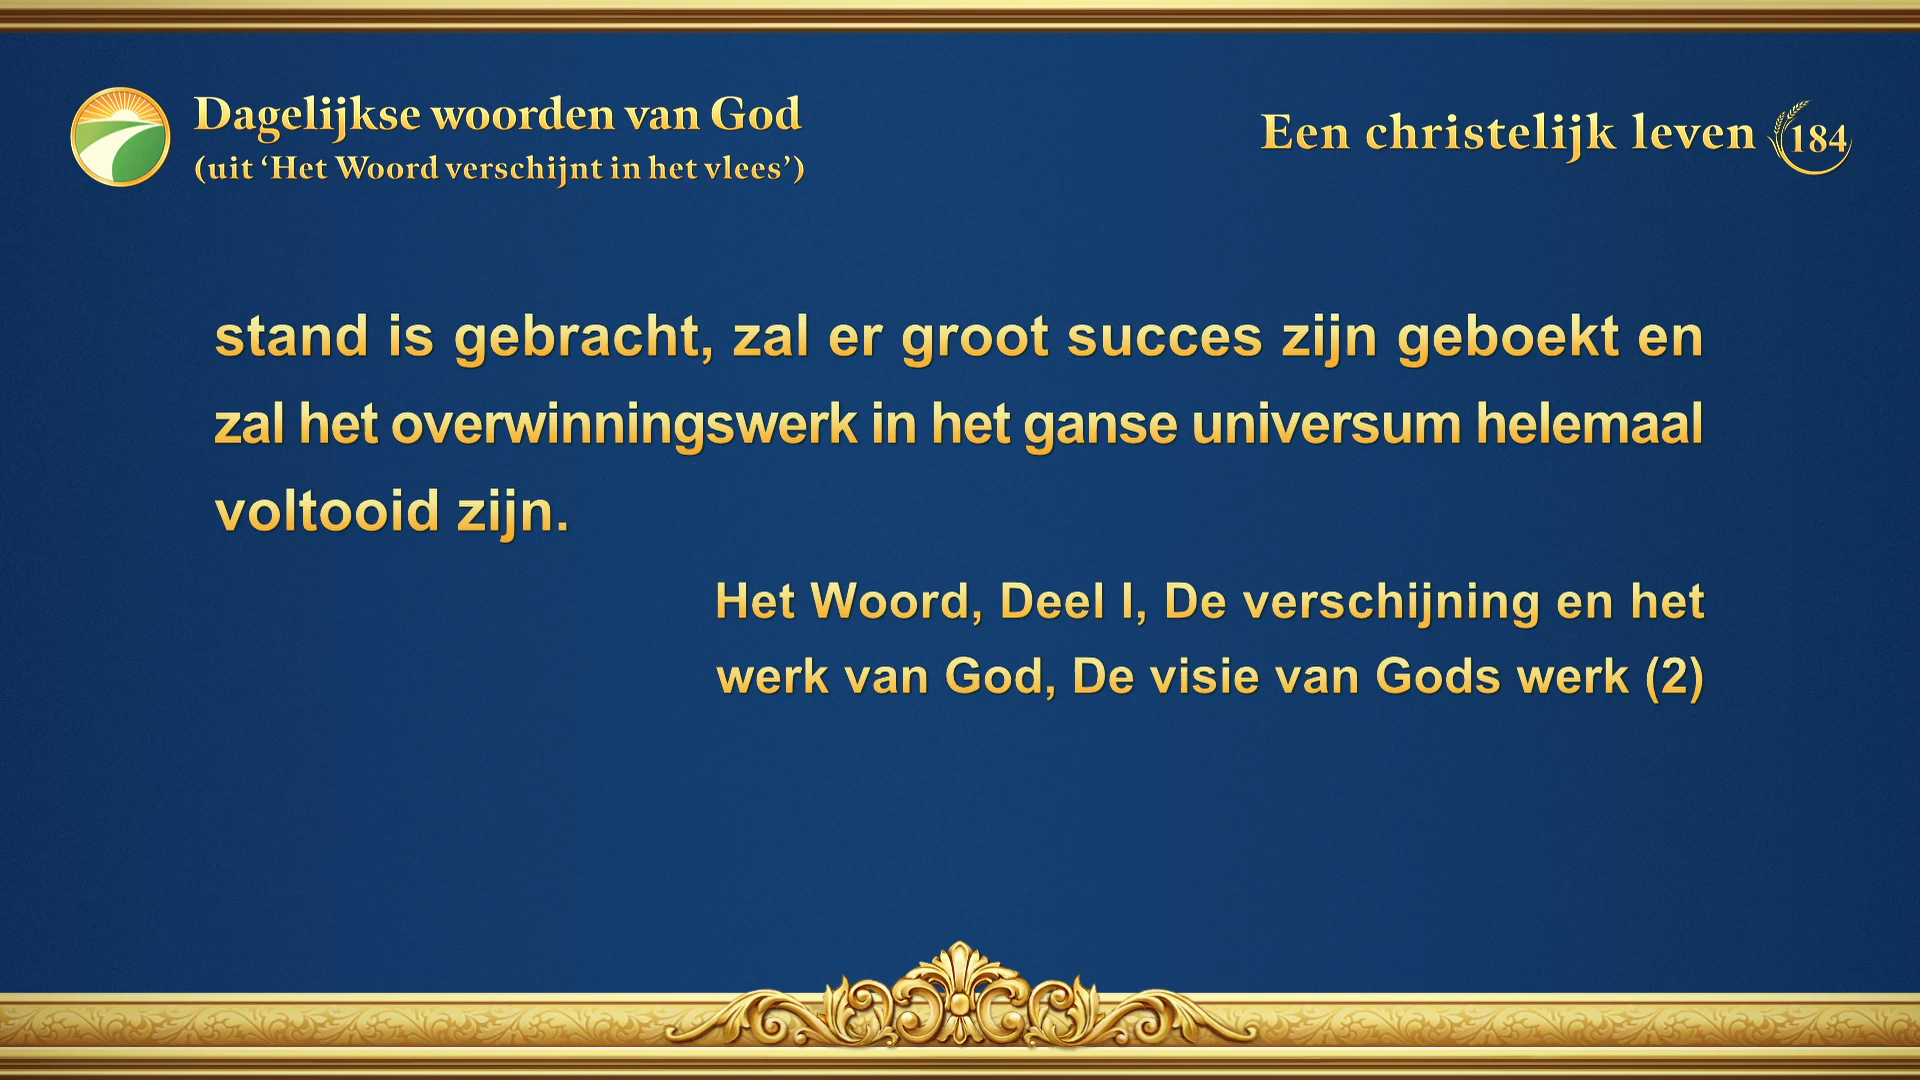 Dagelijkse woorden van God
(uit ‘Het Woord verschijnt in het vlees’)
Een christelijk leven 184
stand is gebracht, zal er groot succes zijn geboekt en
zal het overwinningswerk in het ganse universum helemaal
voltooid zijn.
Het Woord, Deel I, De verschijning en het
werk van God, De visie van Gods werk (2)